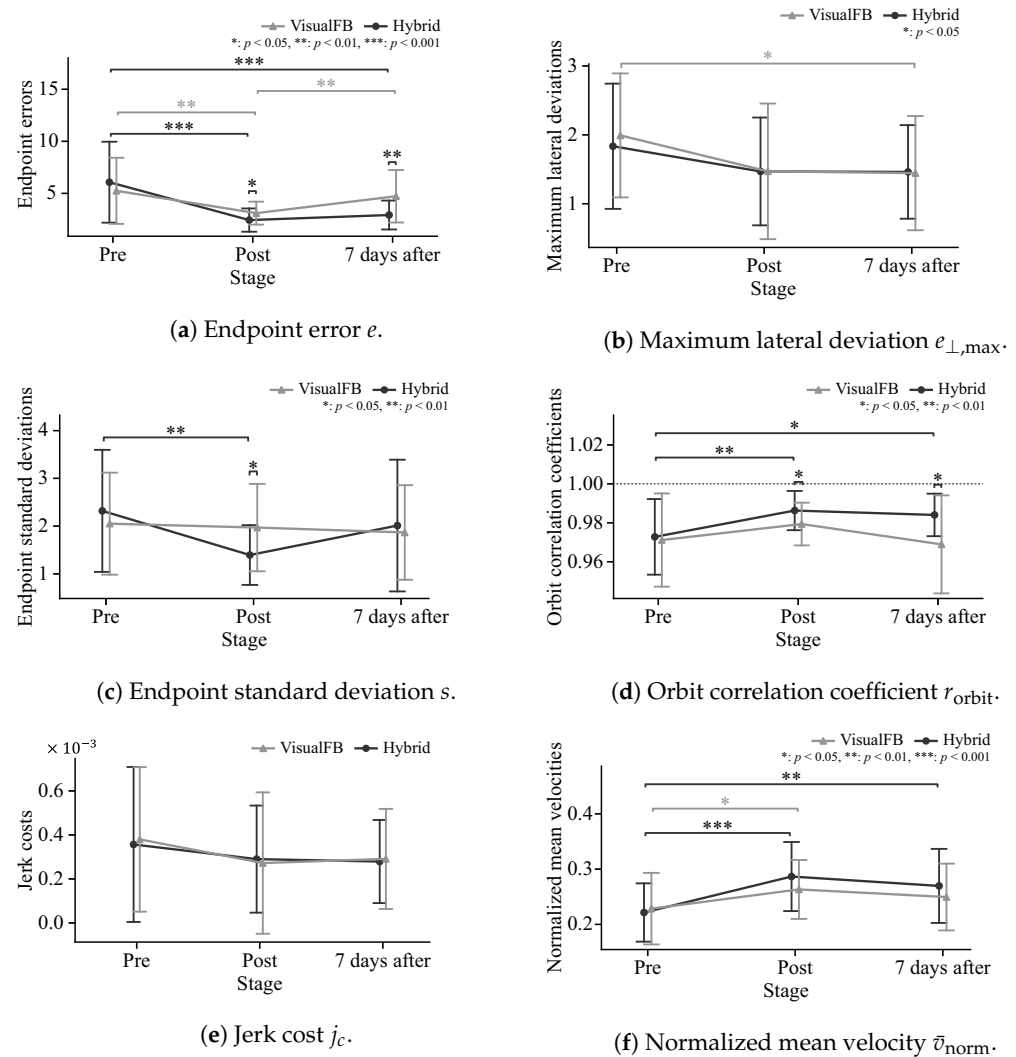 VisualFB Hybrid
*: p < 0.05, **: p < 0.01, ***: p < 0.001
***
**
**
***
*
**
15
10
5
Endpoint errors
Pre Post 7 days after
Stage
(a) Endpoint error e.
VisualFB Hybrid
*: p < 0.05
*
3
2
1
Maximum lateral deviations
Pre Post 7 days after
Stage
(b) Maximum lateral deviation e⊥,max.
VisualFB Hybrid
*: p < 0.05, **: p < 0.01
**
*
4
3
2
1
Endpoint standard deviations
Pre Post 7 days after
Stage
(c) Endpoint standard deviation s.
VisualFB Hybrid
*: p < 0.05, **: p < 0.01
*
**
*
*
1.02
1.00
0.98
0.96
Orbit correlation coefficients
Pre Post 7 days after
Stage
(d) Orbit correlation coefficient r_orbit.
× 10⁻³
VisualFB Hybrid
0.6
0.4
0.2
0.0
Jerk costs
Pre Post 7 days after
Stage
(e) Jerk cost j_c.
VisualFB Hybrid
*: p < 0.05, **: p < 0.01, ***: p < 0.001
**
*
***
0.4
0.3
0.2
Normalized mean velocities
Pre Post 7 days after
Stage
(f) Normalized mean velocity v̄_norm.